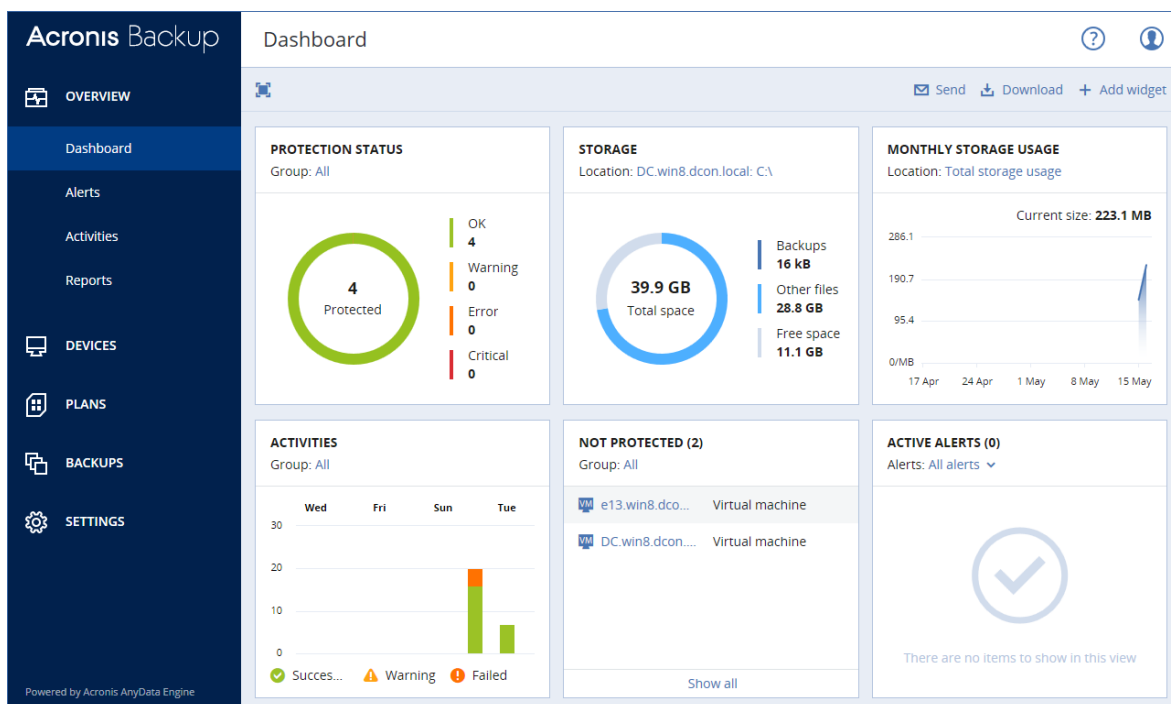 Acronis Backup
OVERVIEW
Dashboard
Alerts
Activities
Reports
DEVICES
PLANS
BACKUPS
SETTINGS
Powered by Acronis AnyData Engine
Dashboard
?
Send Download + Add widget
PROTECTION STATUS
Group: All
4
Protected
OK
4
Warning
0
Error
0
Critical
0
STORAGE
Location: DC.win8.dcon.local: C:\
39.9 GB
Total space
Backups
16 kB
Other files
28.8 GB
Free space
11.1 GB
MONTHLY STORAGE USAGE
Location: Total storage usage
Current size: 223.1 MB
286.1
190.7
95.4
0/MB
17 Apr 24 Apr 1 May 8 May 15 May
ACTIVITIES
Group: All
Wed Fri Sun Tue
30
20
10
0
Succes... Warning Failed
NOT PROTECTED (2)
Group: All
VM e13.win8.dco... Virtual machine
VM DC.win8.dcon.... Virtual machine
Show all
ACTIVE ALERTS (0)
Alerts: All alerts
There are no items to show in this view